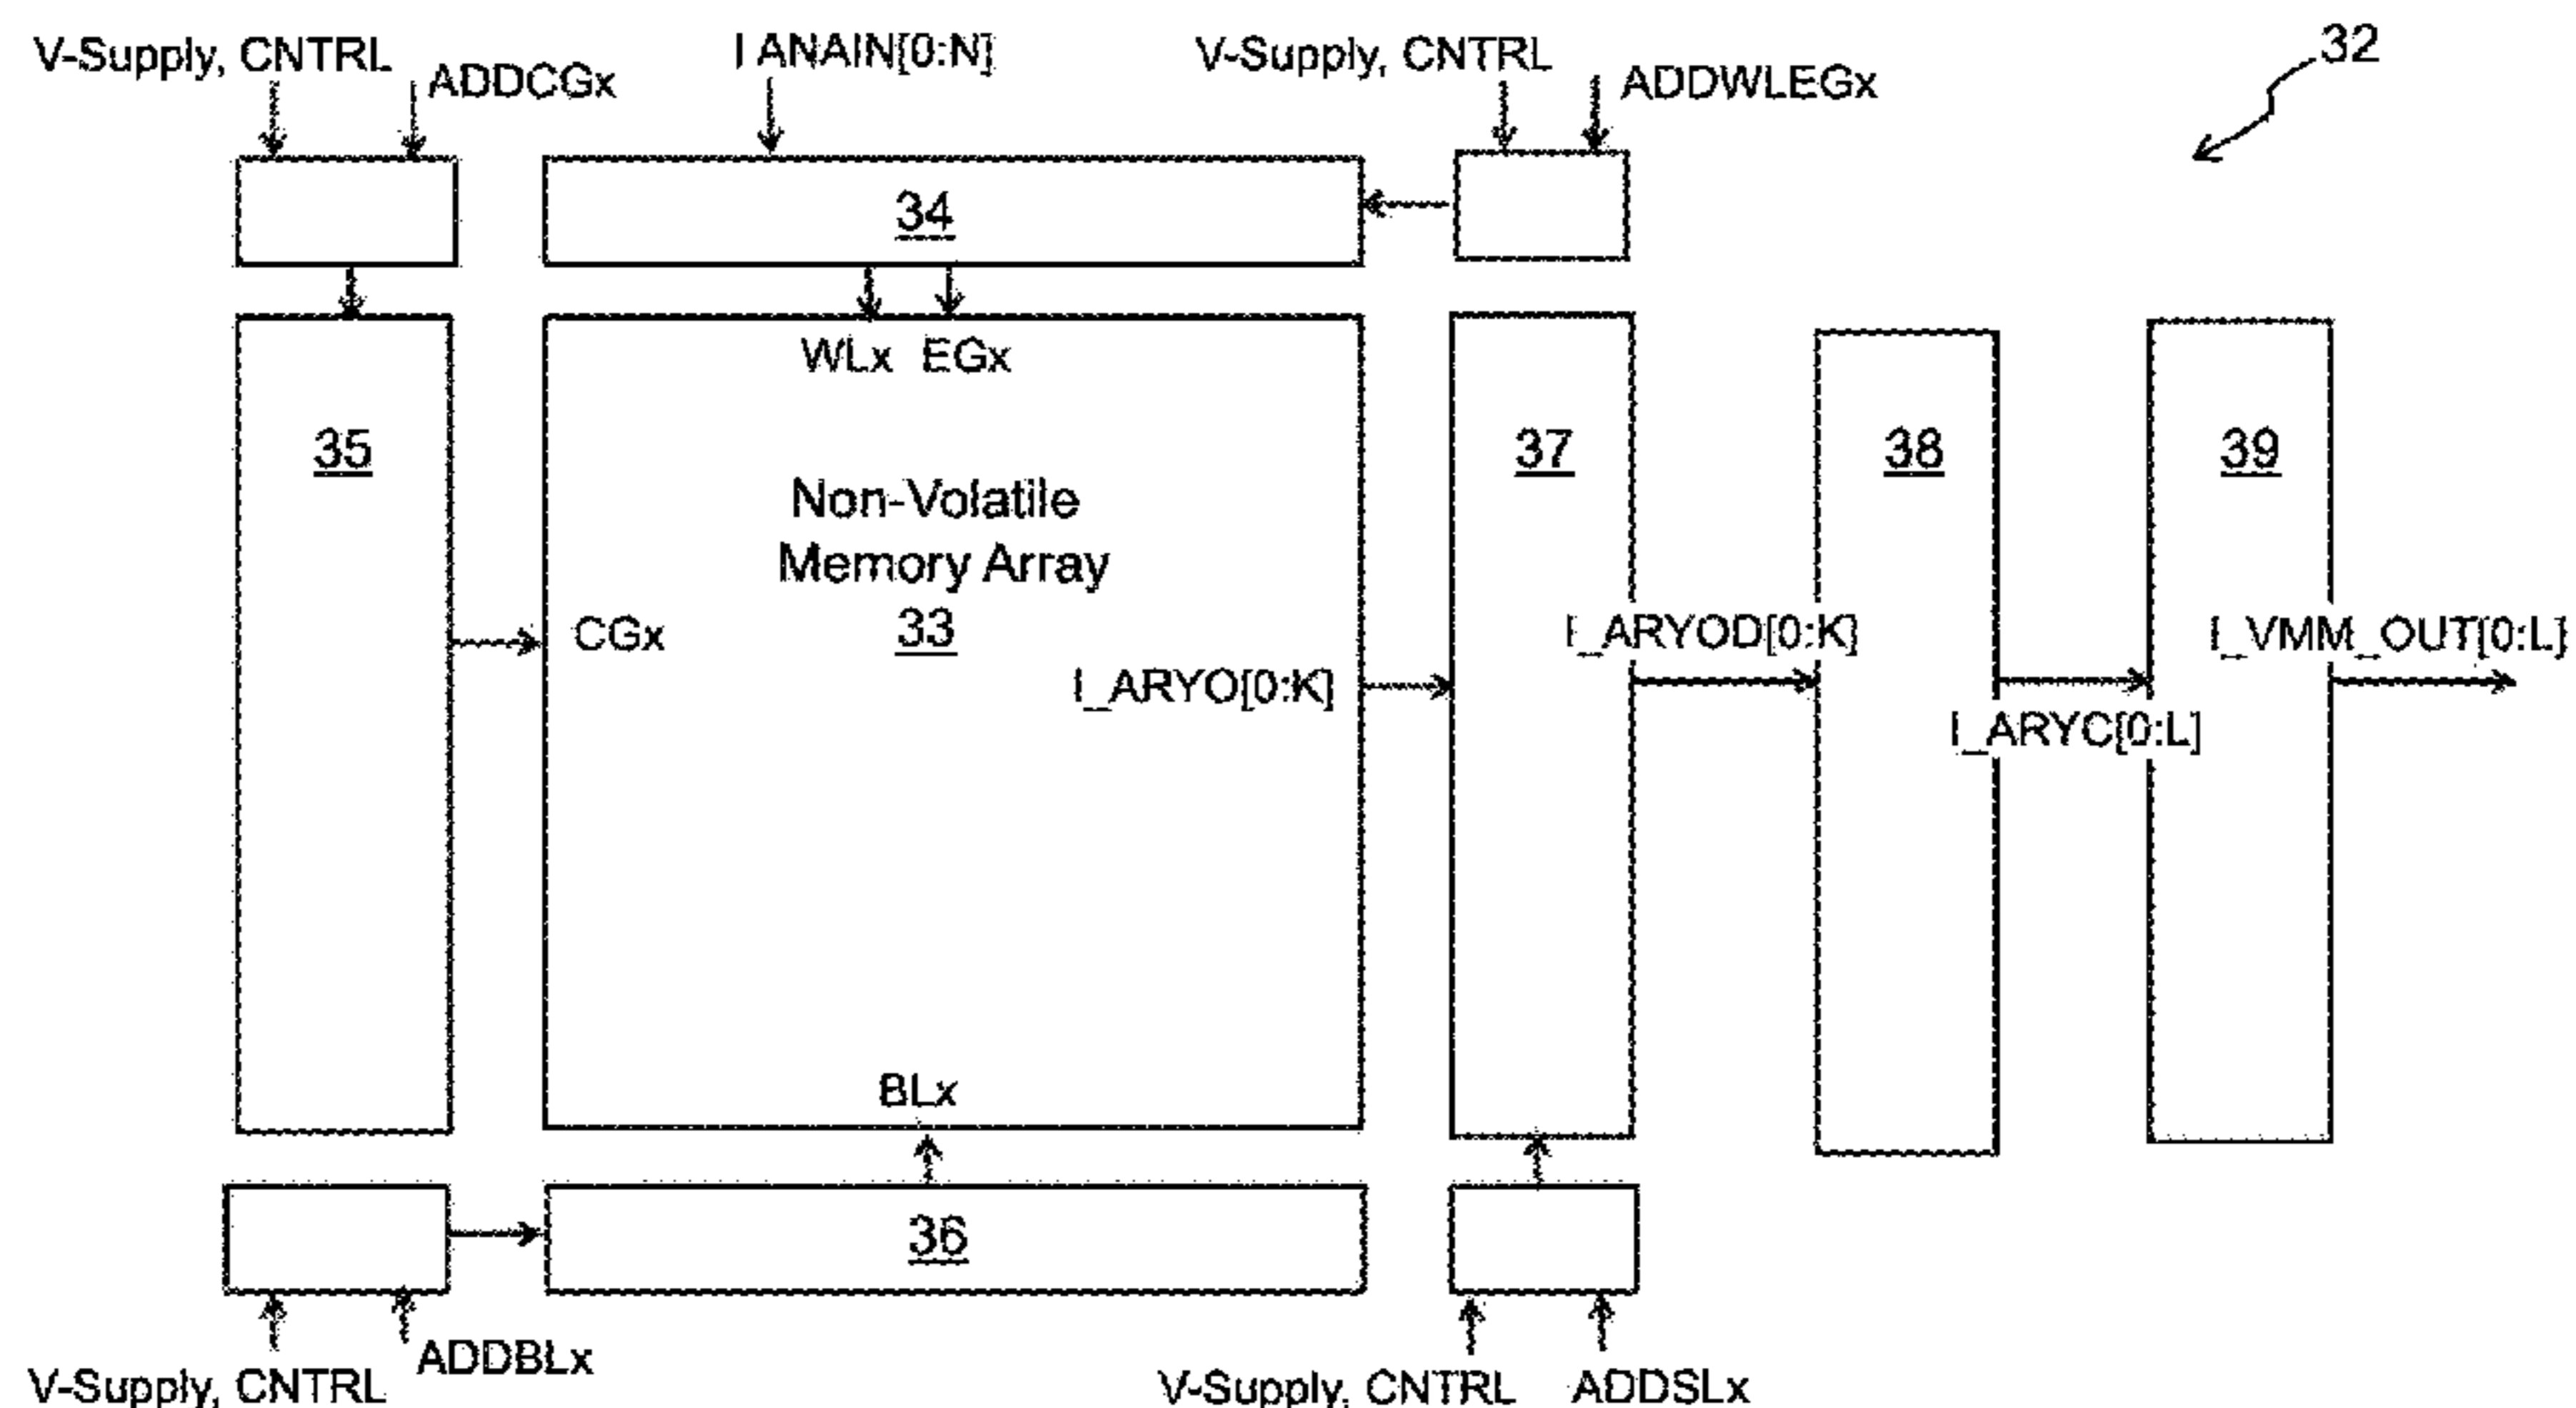 V-Supply, CNTRL
ADDCGx
I ANAIN[0:N]
V-Supply, CNTRL
ADDWLEGx
32
34
WLx EGx
35
37
38
39
Non-Volatile
Memory Array
33
CGx
I_ARYO[0:K]
I_ARYOD[0:K]
I_ARYC[0:L]
I_VMM_OUT[0:L]
BLx
36
V-Supply, CNTRL
ADDBLx
V-Supply, CNTRL
ADDSLx